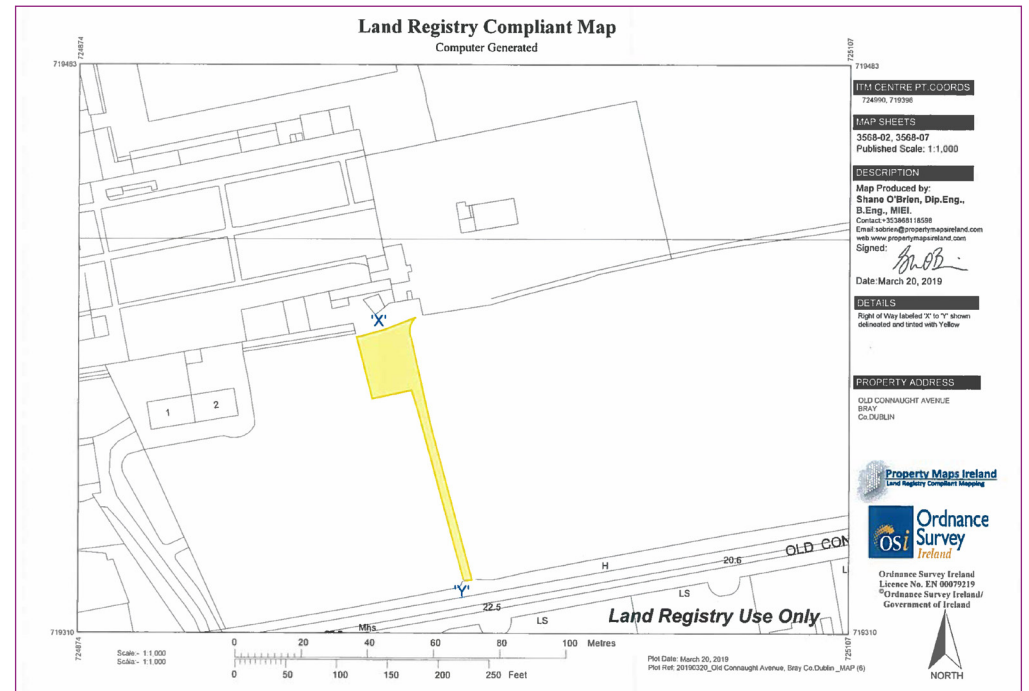 Land Registry Compliant Map
Computer Generated
724874
725107
719483
719483
ITM CENTRE PT.COORDS
724990, 719396
MAP SHEETS
3568-02, 3568-07
Published Scale: 1:1,000
DESCRIPTION
Map Produced by:
Shane O'Brien, Dip.Eng.,
B.Eng., MIEI.
Contact:+353868118598
Email:sobrien@propertymapsireland.com
web.www.propertymapsireland.com
Signed:
Date:March 20, 2019
DETAILS
Right of Way labeled 'X' to 'Y' shown
delineated and tinted with Yellow
PROPERTY ADDRESS
OLD CONNAUGHT AVENUE
BRAY
Co.DUBLIN
Property Maps Ireland
Land Registry Compliant Mapping
OSi
Ordnance
Survey
Ireland
Ordnance Survey Ireland
Licence No. EN 00079219
©Ordnance Survey Ireland/
Government of Ireland
NORTH
'X'
1
2
'Y'
H
20.6
OLD CON
LS
22.5
LS
Mhs
Land Registry Use Only
719310
719310
724874
725107
Scale:- 1:1,000
Scála:- 1:1,000
0 20 40 60 80 100 Metres
0 50 100 150 200 250 Feet
Plot Date: March 20, 2019
Plot Ref: 20190320_Old Connaught Avenue, Bray Co.Dublin _MAP (6)